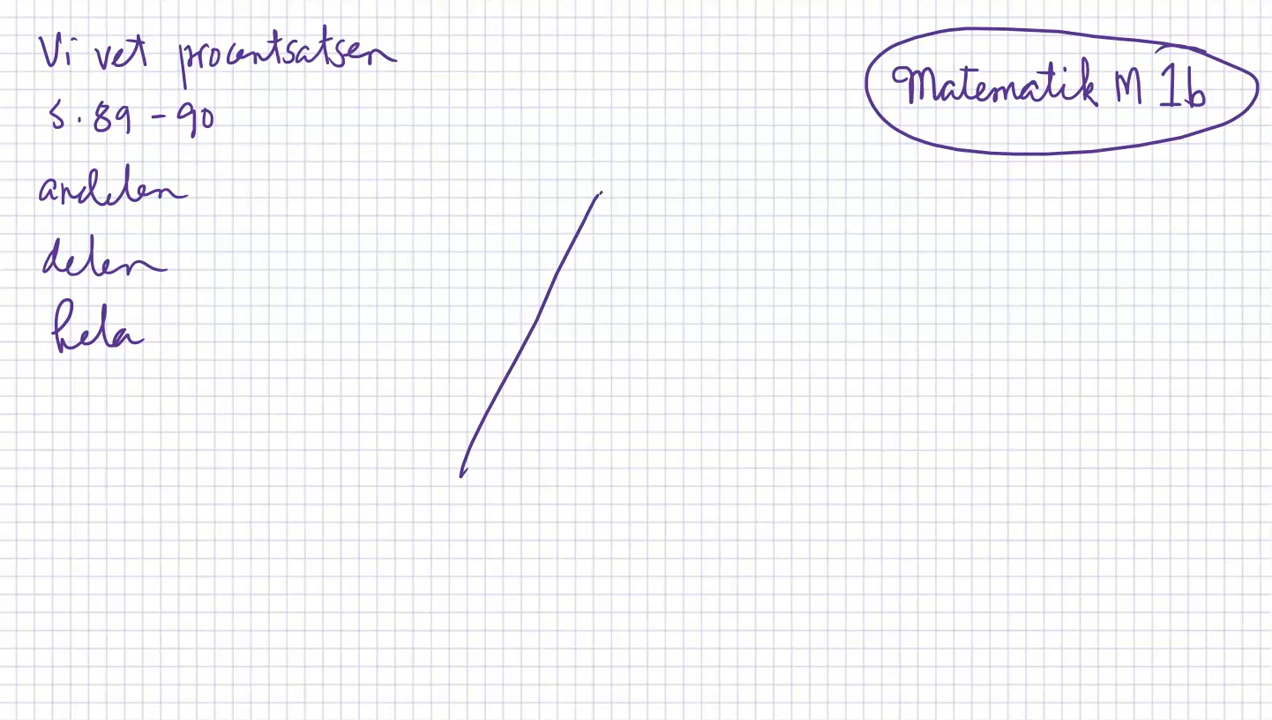 Vi vet procentsatsen
Matematik M 1b
s. 89 - 90
andelen
delen
hela